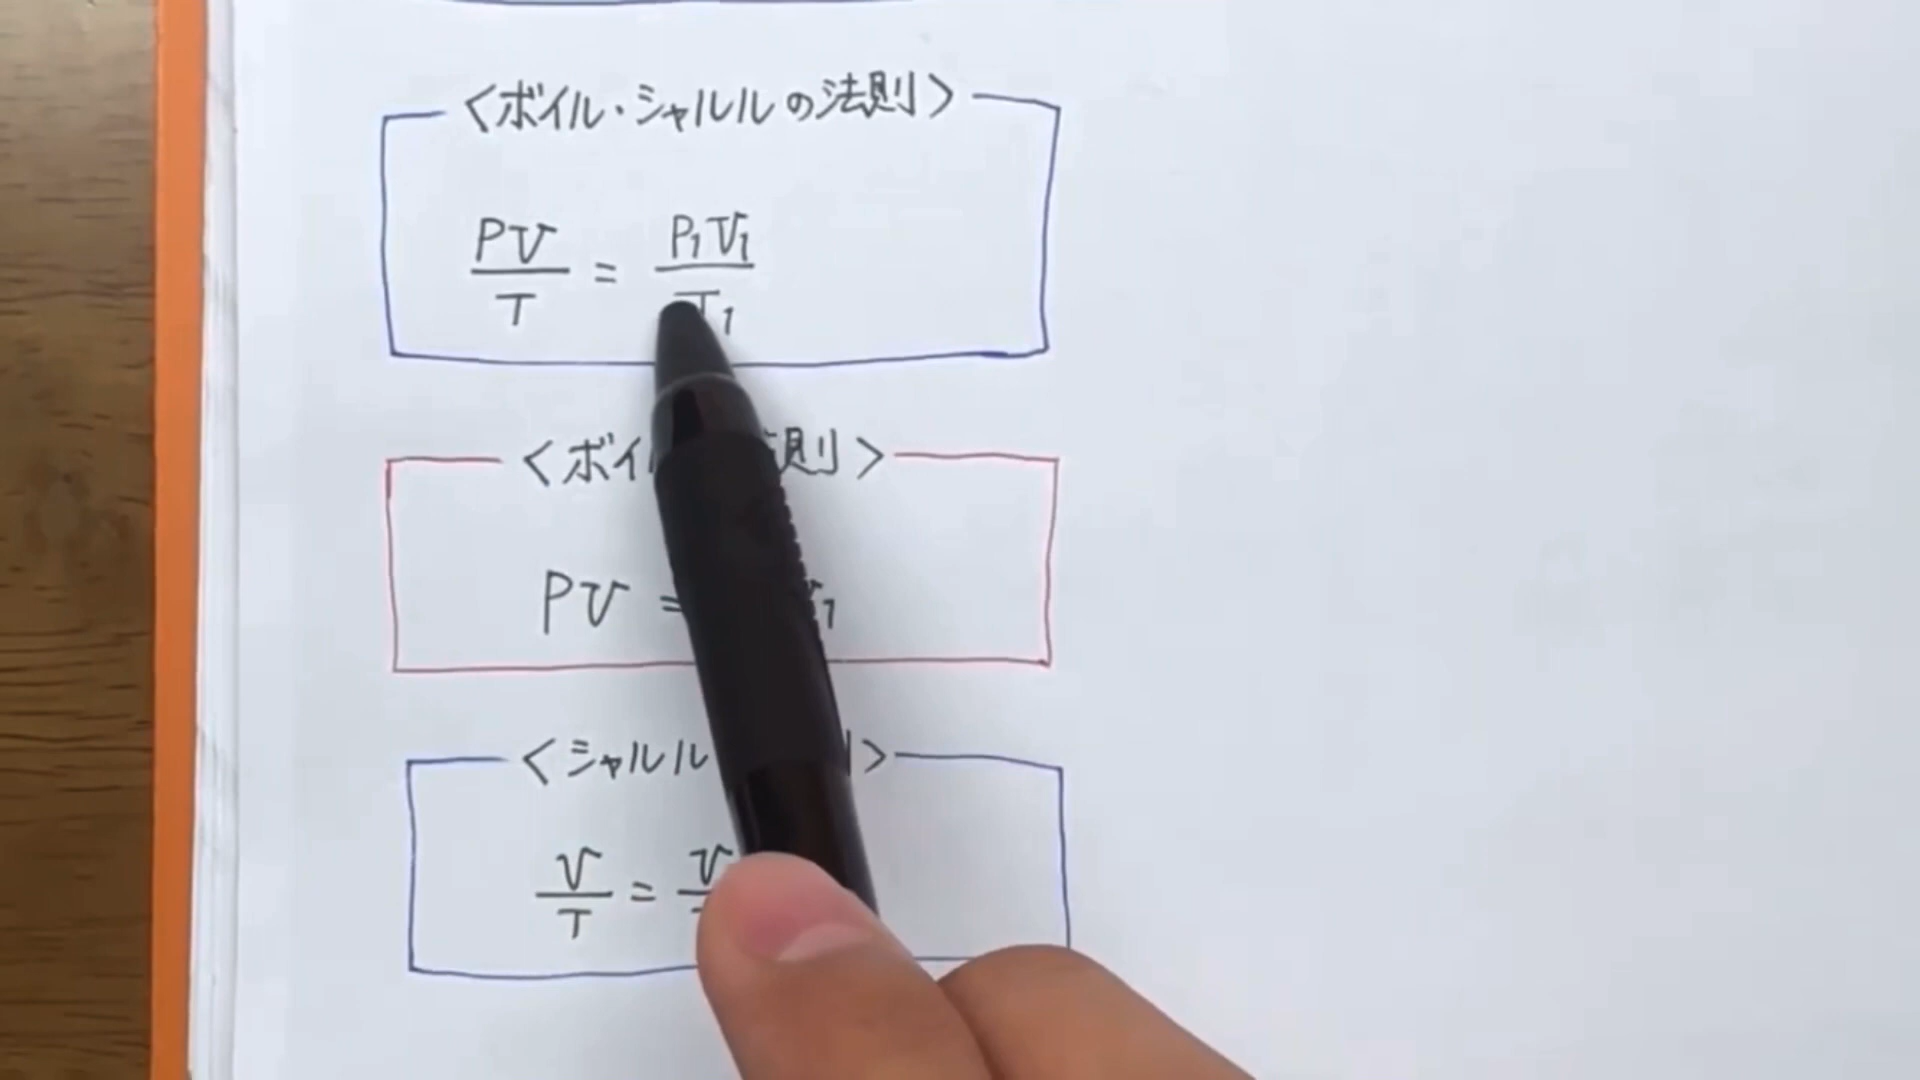 <ボイル・シャルルの法則>
PV/T = P₁V₁/T₁
<ボイ 則>
PV = ₁
<シャルル >
V/T = V